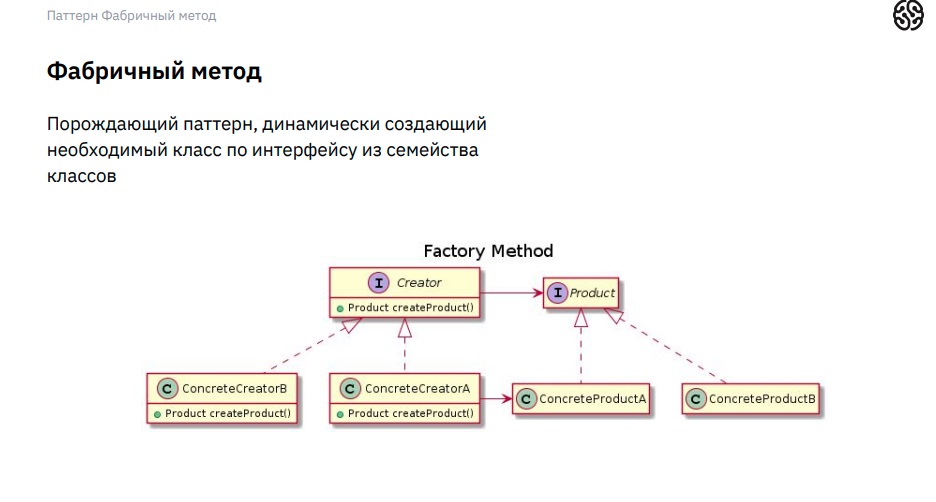 Паттерн Фабричный метод
Фабричный метод
Порождающий паттерн, динамически создающий
необходимый класс по интерфейсу из семейства
классов
Factory Method
I Creator
Product createProduct()
I Product
C ConcreteCreatorB
Product createProduct()
C ConcreteCreatorA
Product createProduct()
C ConcreteProductA
C ConcreteProductB